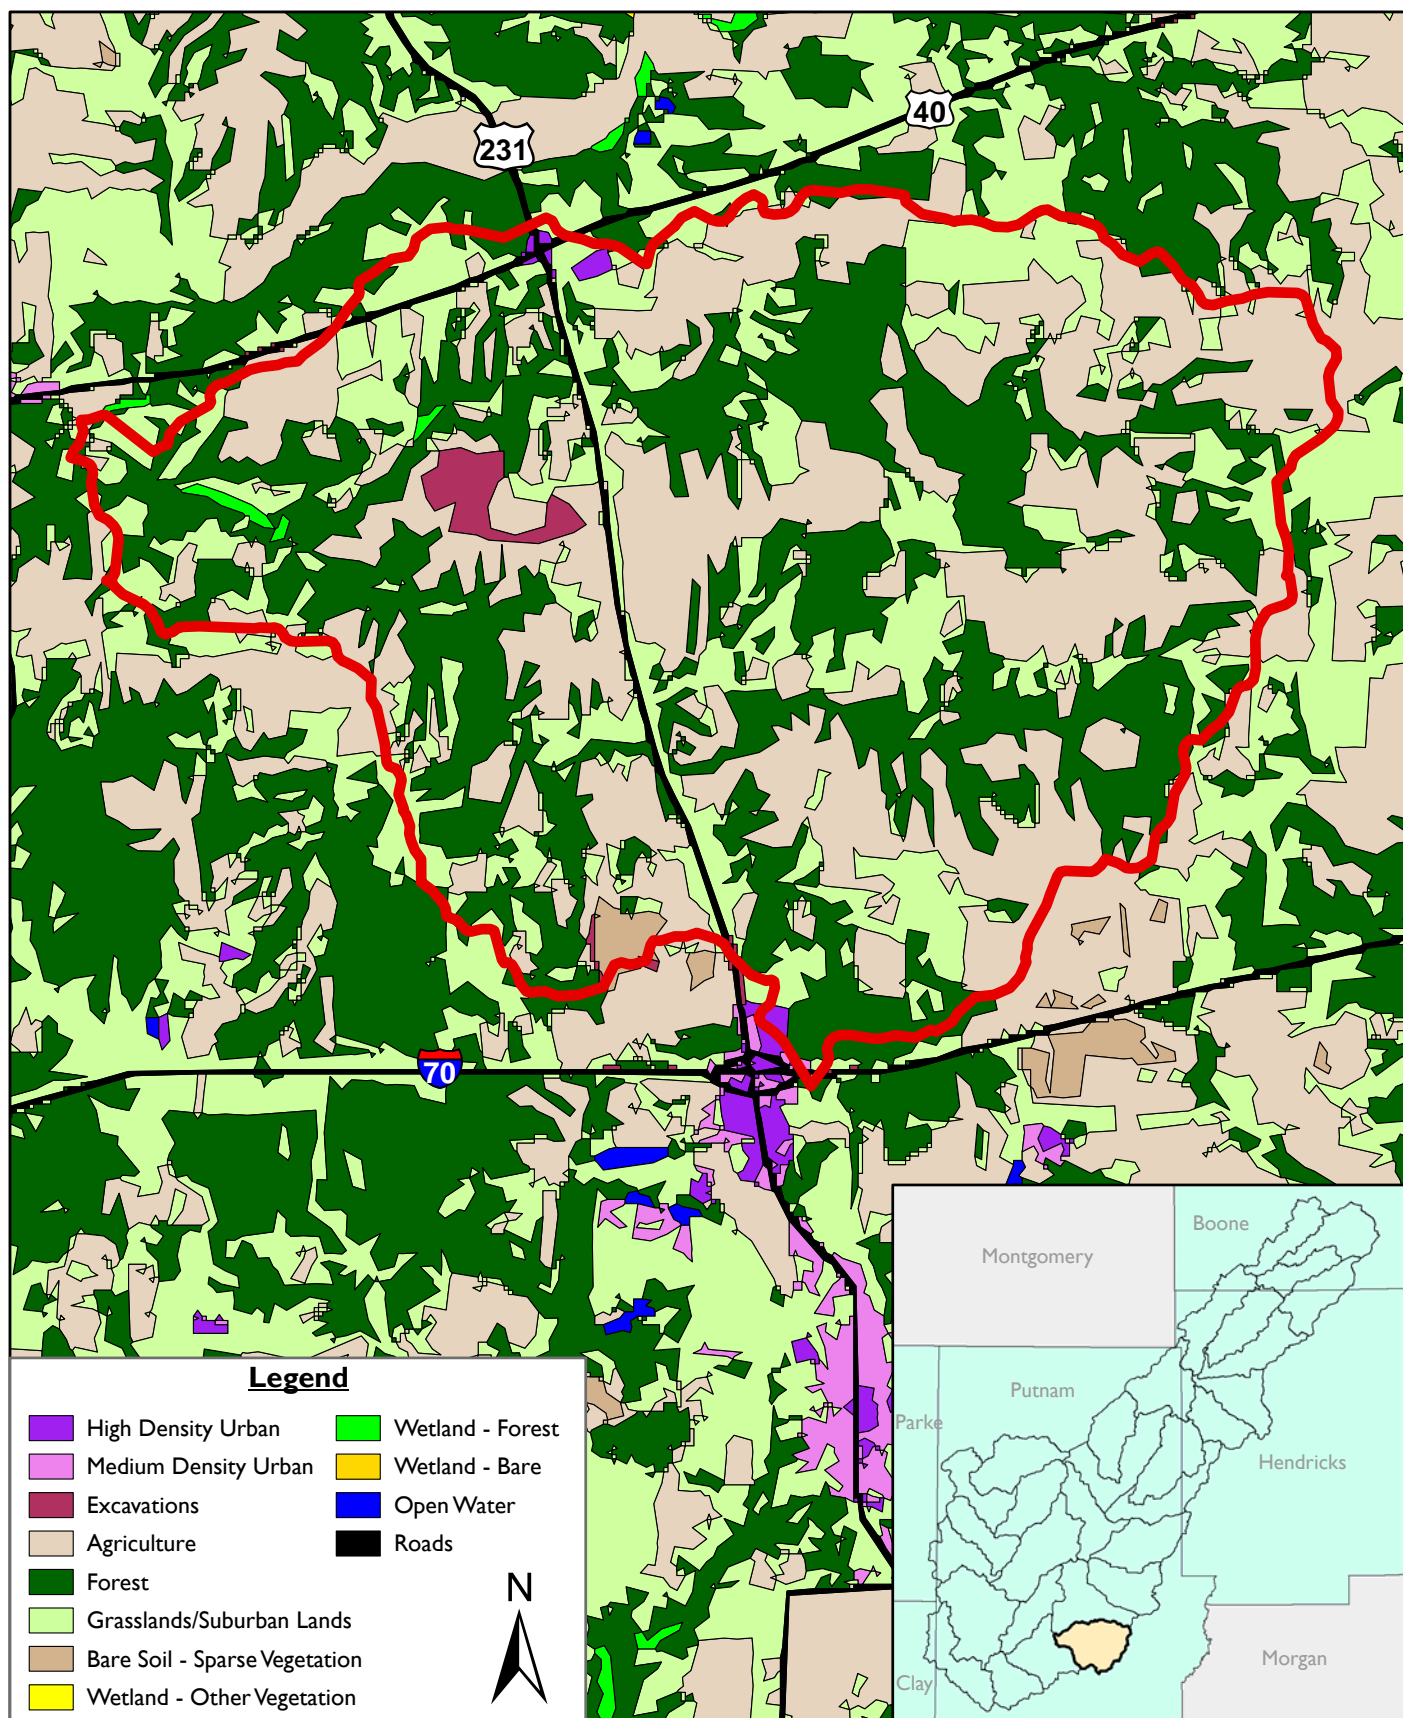 40
231
70
Legend
High Density Urban
Medium Density Urban
Excavations
Agriculture
Forest
Grasslands/Suburban Lands
Bare Soil - Sparse Vegetation
Wetland - Other Vegetation
Wetland - Forest
Wetland - Bare
Open Water
Roads
N
Boone
Montgomery
Putnam
Parke
Hendricks
Morgan
Clay